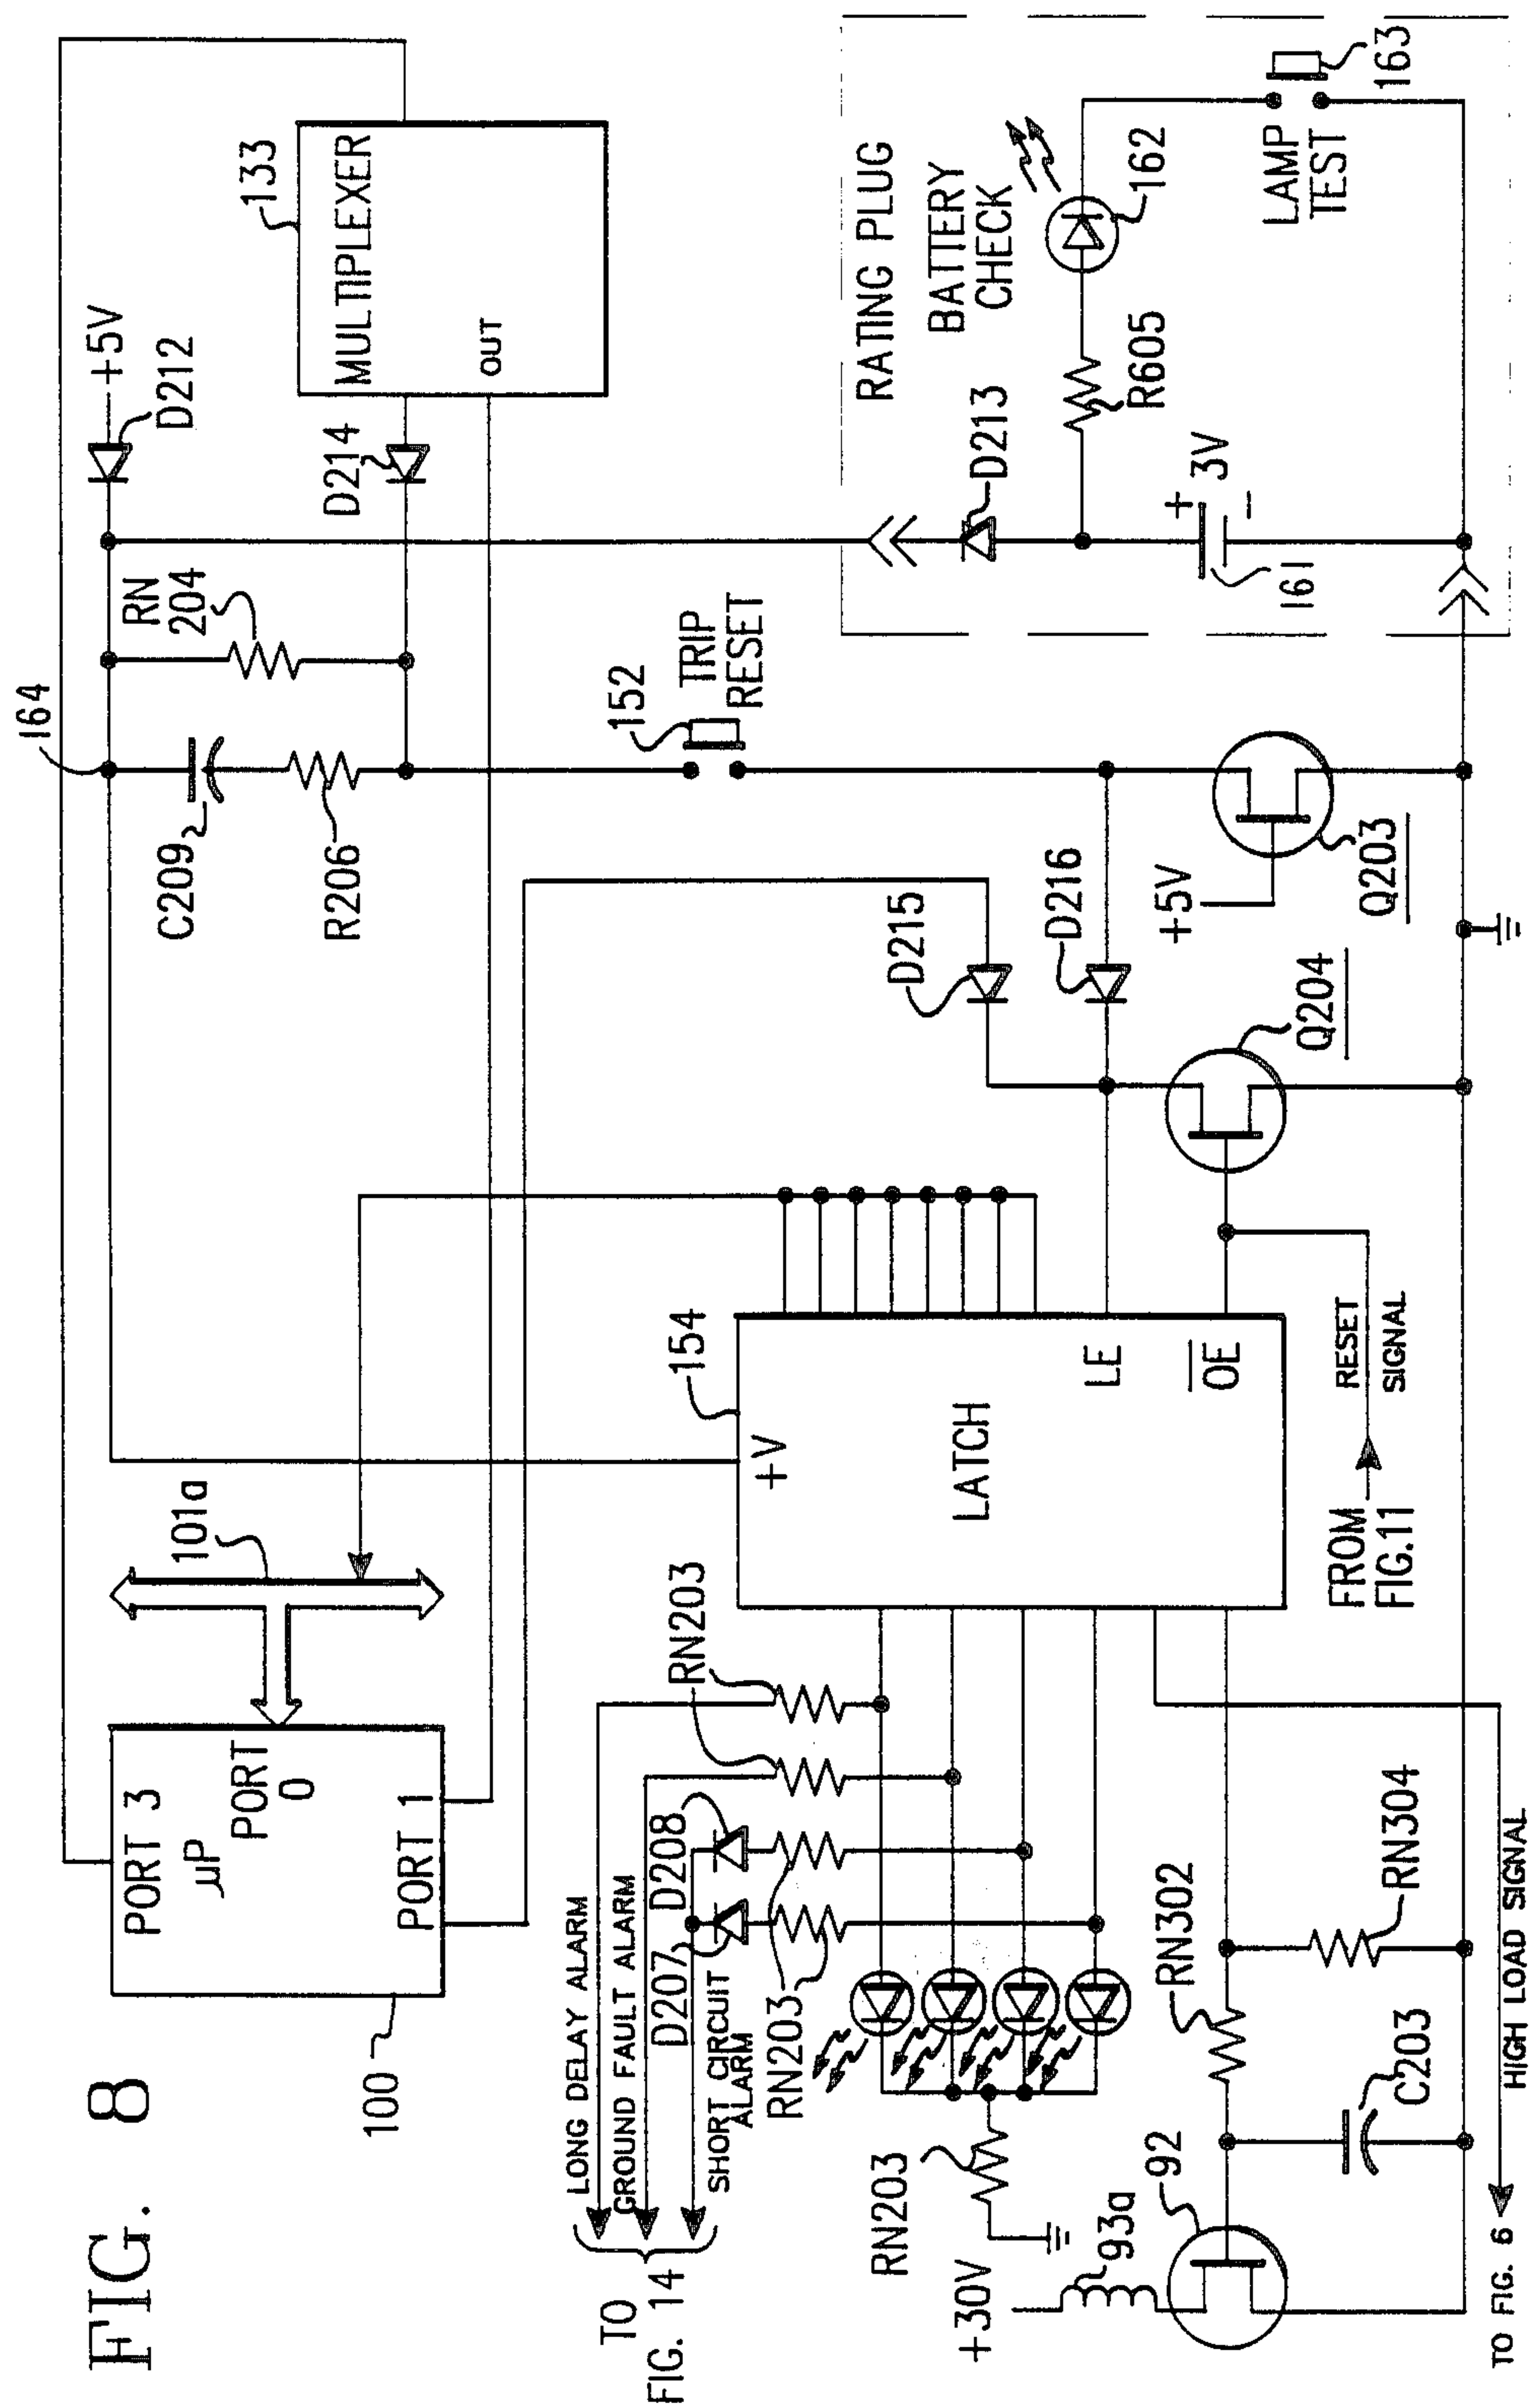 FIG. 8
164
+5V
D212
133
MULTIPLEXER
OUT
RN
204
D214
C209
R206
152
TRIP
RESET
RATING PLUG
BATTERY
CHECK
162
163
LAMP
TEST
D213
R605
3V
+
-
161
101a
PORT 3
µP
PORT
0
PORT 1
100
D215
D216
+5V
Q203
Q204
154
+V
LATCH
LE
OE
RESET
SIGNAL
FROM
FIG.11
RN203
D208
D207
RN203
LONG DELAY ALARM
GROUND FAULT ALARM
SHORT CIRCUIT
ALARM
TO
FIG. 14
RN203
+30V
93a
92
RN302
RN304
C203
HIGH LOAD SIGNAL
TO FIG. 6